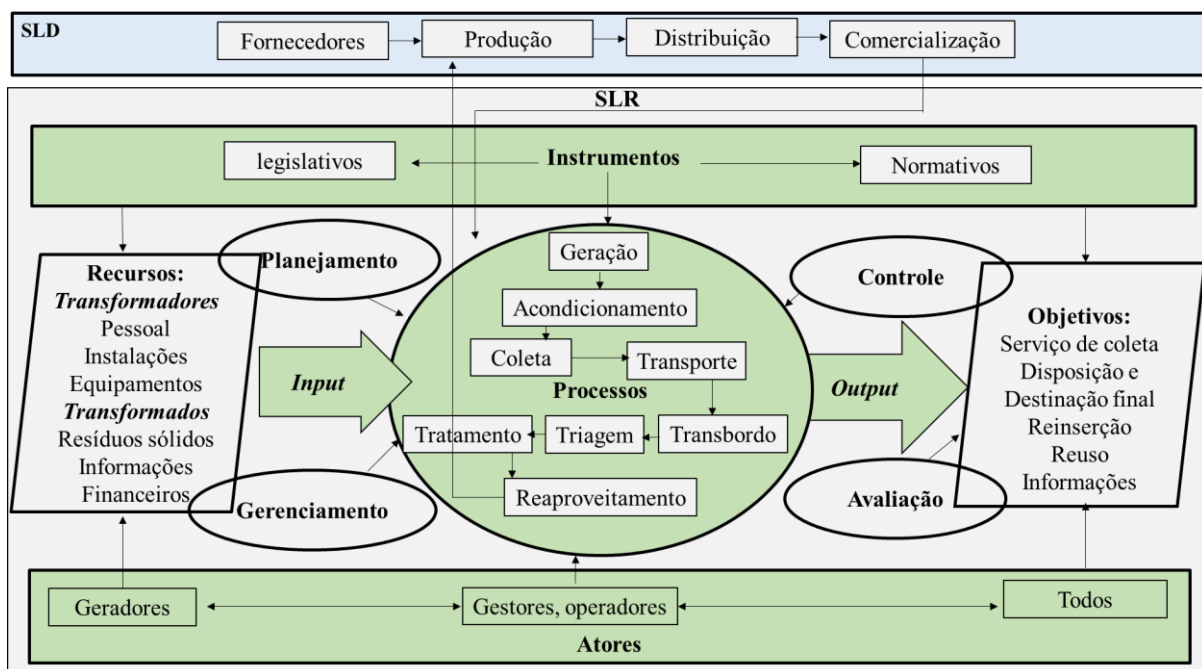 SLD
Fornecedores
Produção
Distribuição
Comercialização
SLR
legislativos
Instrumentos
Normativos
Planejamento
Controle
Recursos:
Transformadores
Pessoal
Instalações
Equipamentos
Transformados
Resíduos sólidos
Informações
Financeiros
Input
Geração
Acondicionamento
Coleta
Transporte
Processos
Tratamento
Triagem
Transbordo
Reaproveitamento
Output
Objetivos:
Serviço de coleta
Disposição e
Destinação final
Reinserção
Reuso
Informações
Gerenciamento
Avaliação
Geradores
Gestores, operadores
Todos
Atores